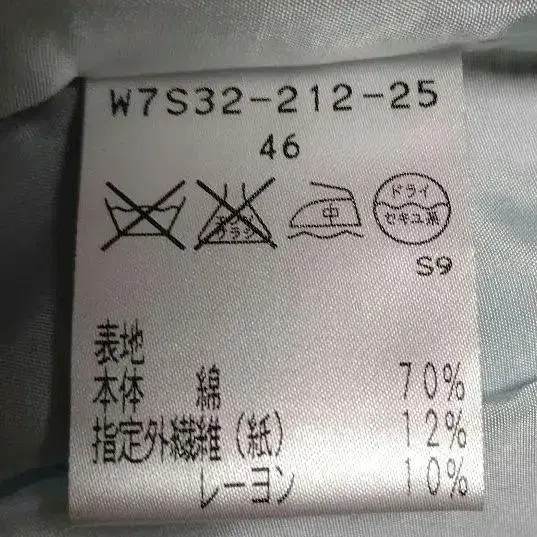 W7S32-212-25
46
中
ドライ
セキユ系
S9
表地
本体 綿 70%
指定外繊維(紙) 12%
レーヨン 10%